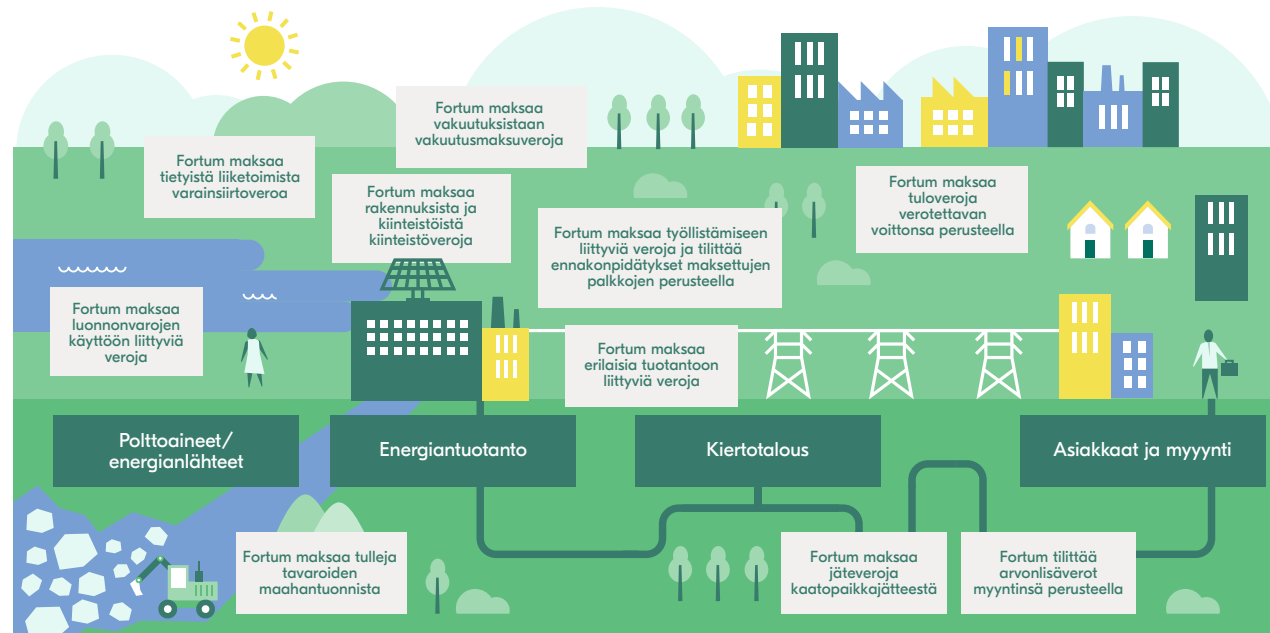 Fortum maksaa
vakuutuksistaan
vakuutusmaksuveroja
Fortum maksaa
tietyistä liiketoimista
varainsiirtoveroa
Fortum maksaa
rakennuksista ja
kiinteistöistä
kiinteistöveroja
Fortum maksaa
tuloveroja
verotettavan
voittonsa perusteella
Fortum maksaa työllistämiseen
liittyviä veroja ja tilittää
ennakonpidätykset maksettujen
palkkojen perusteella
Fortum maksaa
luonnonvarojen
käyttöön liittyviä
veroja
Fortum maksaa
erilaisia tuotantoon
liittyviä veroja
Polttoaineet/
energianlähteet
Energiantuotanto
Kiertotalous
Asiakkaat ja myyynti
Fortum maksaa tulleja
tavaroiden
maahantuonnista
Fortum maksaa
jäteveroja
kaatopaikkajätteestä
Fortum tilittää
arvonlisäverot
myyntinsä perusteella